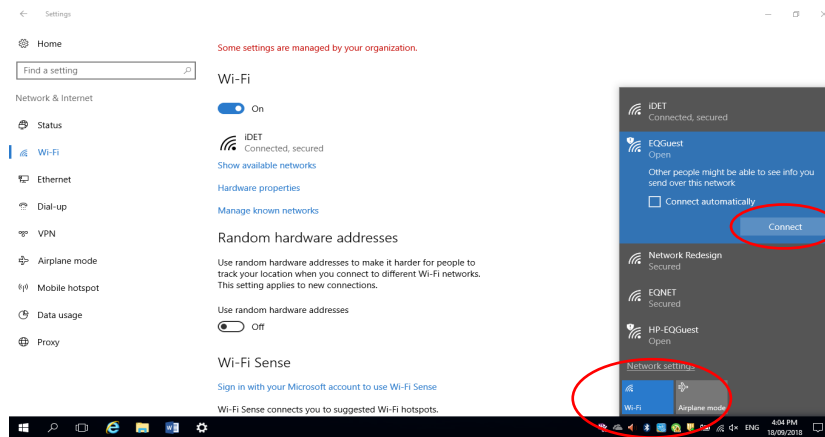 Settings
Home
Some settings are managed by your organization.
Find a setting
Wi-Fi
Network & Internet
On
Status
iDET
Connected, secured
Wi-Fi
Show available networks
Ethernet
Hardware properties
Dial-up
Manage known networks
VPN
Random hardware addresses
Airplane mode
Use random hardware addresses to make it harder for people to
track your location when you connect to different Wi-Fi networks.
This setting applies to new connections.
Mobile hotspot
Data usage
Use random hardware addresses
Off
Proxy
Wi-Fi Sense
Sign in with your Microsoft account to use Wi-Fi Sense
Wi-Fi Sense connects you to suggested Wi-Fi hotspots.
iDET
Connected, secured
EQGuest
Open
Other people might be able to see info you
send over this network
Connect automatically
Connect
Network Redesign
Secured
EQNET
Secured
HP-EQGuest
Open
Network settings
Wi-Fi
Airplane mode
ENG
4:04 PM
18/09/2018